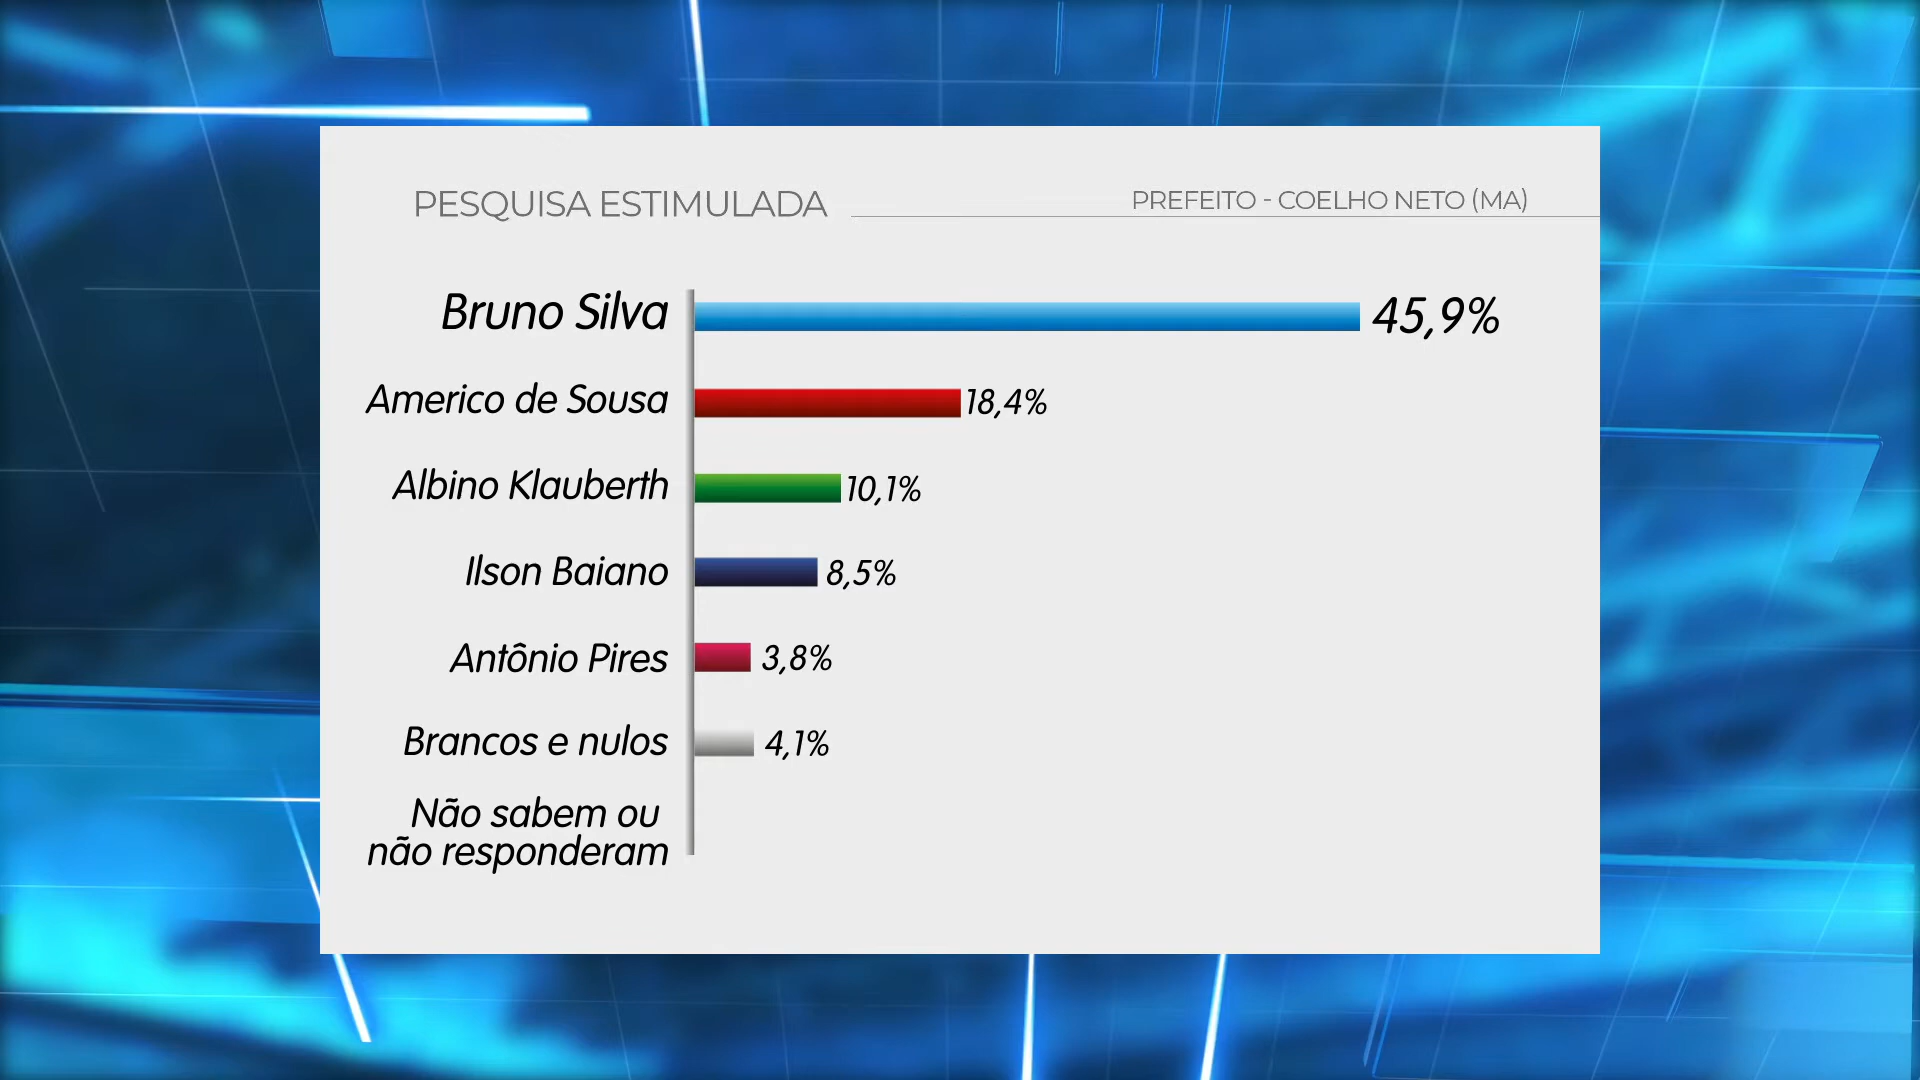 PESQUISA ESTIMULADA
PREFEITO - COELHO NETO (MA)
Bruno Silva 45,9%
Americo de Sousa 18,4%
Albino Klauberth 10,1%
Ilson Baiano 8,5%
Antônio Pires 3,8%
Brancos e nulos 4,1%
Não sabem ou
não responderam